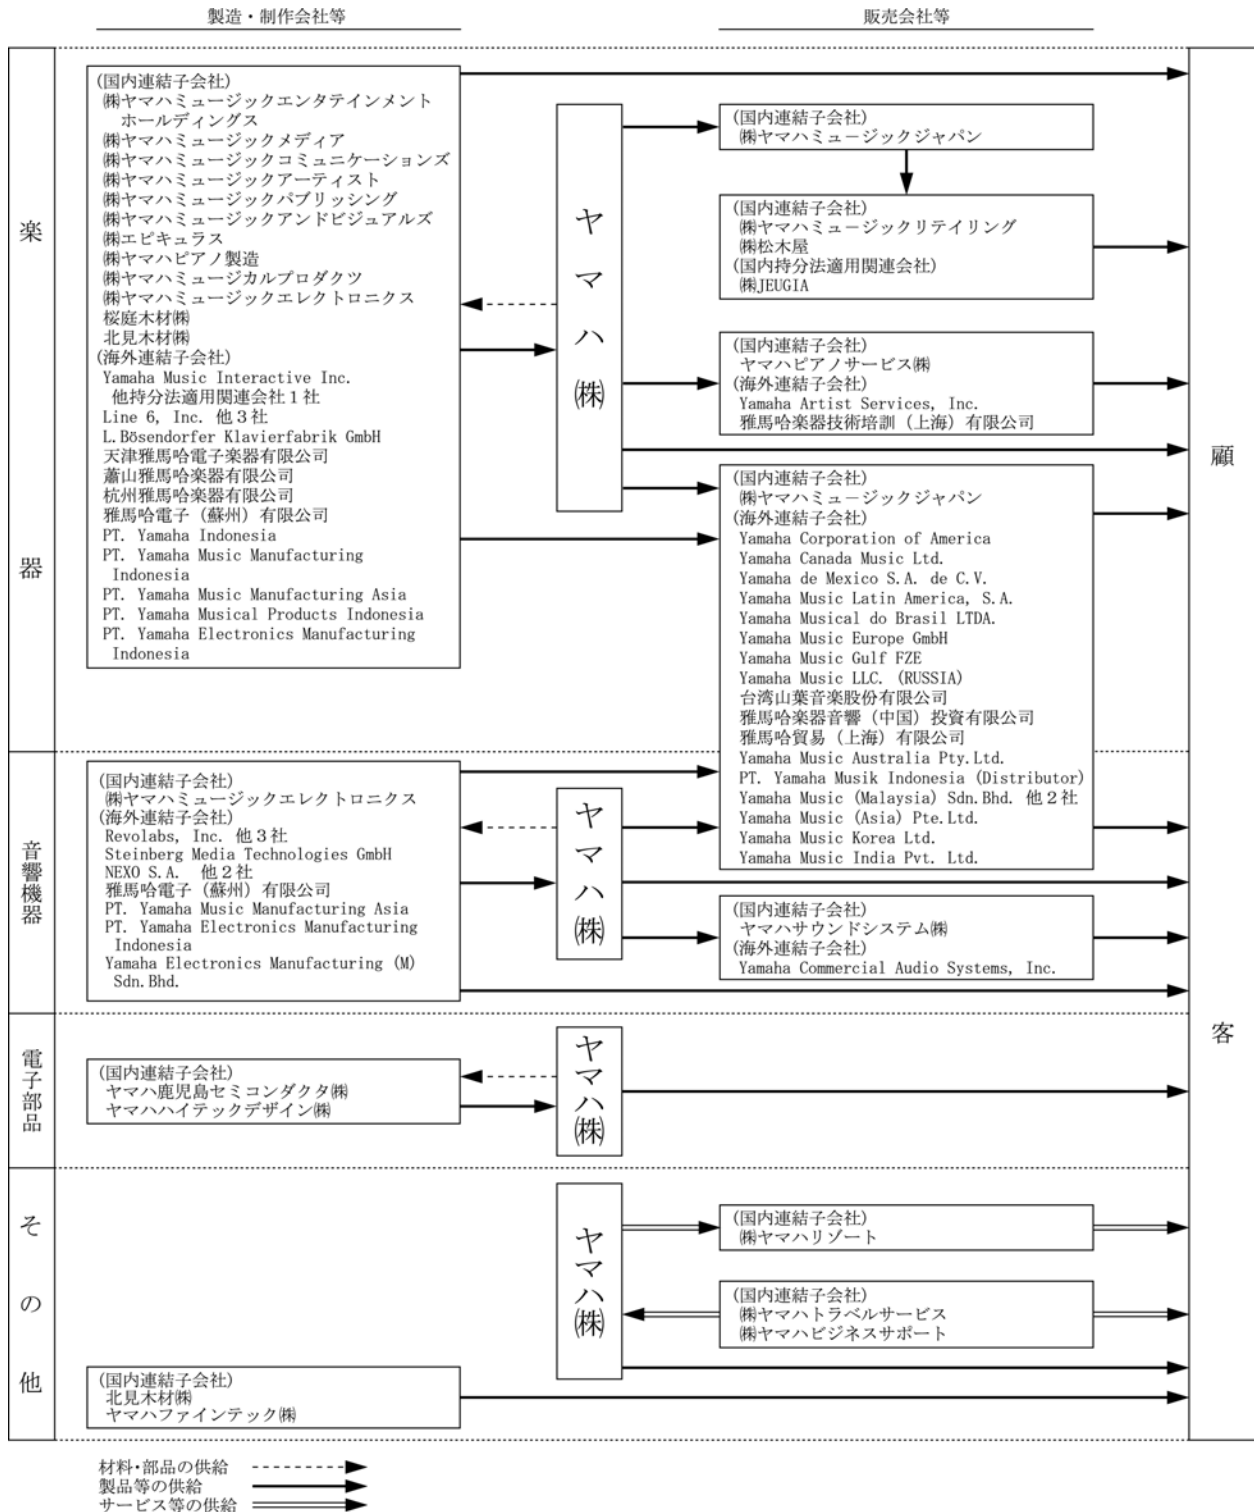 製造・制作会社等
販売会社等
楽器
(国内連結子会社)
㈱ヤマハミュージックエンタテインメント
ホールディングス
㈱ヤマハミュージックメディア
㈱ヤマハミュージックコミュニケーションズ
㈱ヤマハミュージックアーティスト
㈱ヤマハミュージックパブリッシング
㈱ヤマハミュージックアンドビジュアルズ
㈱エピキュラス
㈱ヤマハピアノ製造
㈱ヤマハミュージカルプロダクツ
㈱ヤマハミュージックエレクトロニクス
桜庭木材㈱
北見木材㈱
(海外連結子会社)
Yamaha Music Interactive Inc.
他持分法適用関連会社1社
Line 6, Inc. 他3社
L.Bösendorfer Klavierfabrik GmbH
天津雅馬哈電子楽器有限公司
蕭山雅馬哈楽器有限公司
杭州雅馬哈楽器有限公司
雅馬哈電子（蘇州）有限公司
PT. Yamaha Indonesia
PT. Yamaha Music Manufacturing
Indonesia
PT. Yamaha Music Manufacturing Asia
PT. Yamaha Musical Products Indonesia
PT. Yamaha Electronics Manufacturing
Indonesia
ヤマハ㈱
(国内連結子会社)
㈱ヤマハミュ－ジックジャパン
(国内連結子会社)
㈱ヤマハミュ－ジックリテイリング
㈱松木屋
(国内持分法適用関連会社)
㈱JEUGIA
(国内連結子会社)
ヤマハピアノサービス㈱
(海外連結子会社)
Yamaha Artist Services, Inc.
雅馬哈楽器技術培訓（上海）有限公司
(国内連結子会社)
㈱ヤマハミュ－ジックジャパン
(海外連結子会社)
Yamaha Corporation of America
Yamaha Canada Music Ltd.
Yamaha de Mexico S.A. de C.V.
Yamaha Music Latin America, S.A.
Yamaha Musical do Brasil LTDA.
Yamaha Music Europe GmbH
Yamaha Music Gulf FZE
Yamaha Music LLC. (RUSSIA)
台湾山葉音楽股份有限公司
雅馬哈楽器音響（中国）投資有限公司
雅馬哈貿易（上海）有限公司
Yamaha Music Australia Pty.Ltd.
PT. Yamaha Musik Indonesia (Distributor)
Yamaha Music (Malaysia) Sdn.Bhd. 他2社
Yamaha Music (Asia) Pte.Ltd.
Yamaha Music Korea Ltd.
Yamaha Music India Pvt. Ltd.
顧客
音響機器
(国内連結子会社)
㈱ヤマハミュージックエレクトロニクス
(海外連結子会社)
Revolabs, Inc. 他3社
Steinberg Media Technologies GmbH
NEXO S.A. 他2社
雅馬哈電子（蘇州）有限公司
PT. Yamaha Music Manufacturing Asia
PT. Yamaha Electronics Manufacturing
Indonesia
Yamaha Electronics Manufacturing (M)
Sdn.Bhd.
ヤマハ㈱
(国内連結子会社)
ヤマハサウンドシステム㈱
(海外連結子会社)
Yamaha Commercial Audio Systems, Inc.
電子部品
(国内連結子会社)
ヤマハ鹿児島セミコンダクタ㈱
ヤマハハイテックデザイン㈱
ヤマハ㈱
その他
ヤマハ㈱
(国内連結子会社)
㈱ヤマハリゾート
(国内連結子会社)
㈱ヤマハトラベルサービス
㈱ヤマハビジネスサポート
(国内連結子会社)
北見木材㈱
ヤマハファインテック㈱
材料・部品の供給
製品等の供給
サービス等の供給